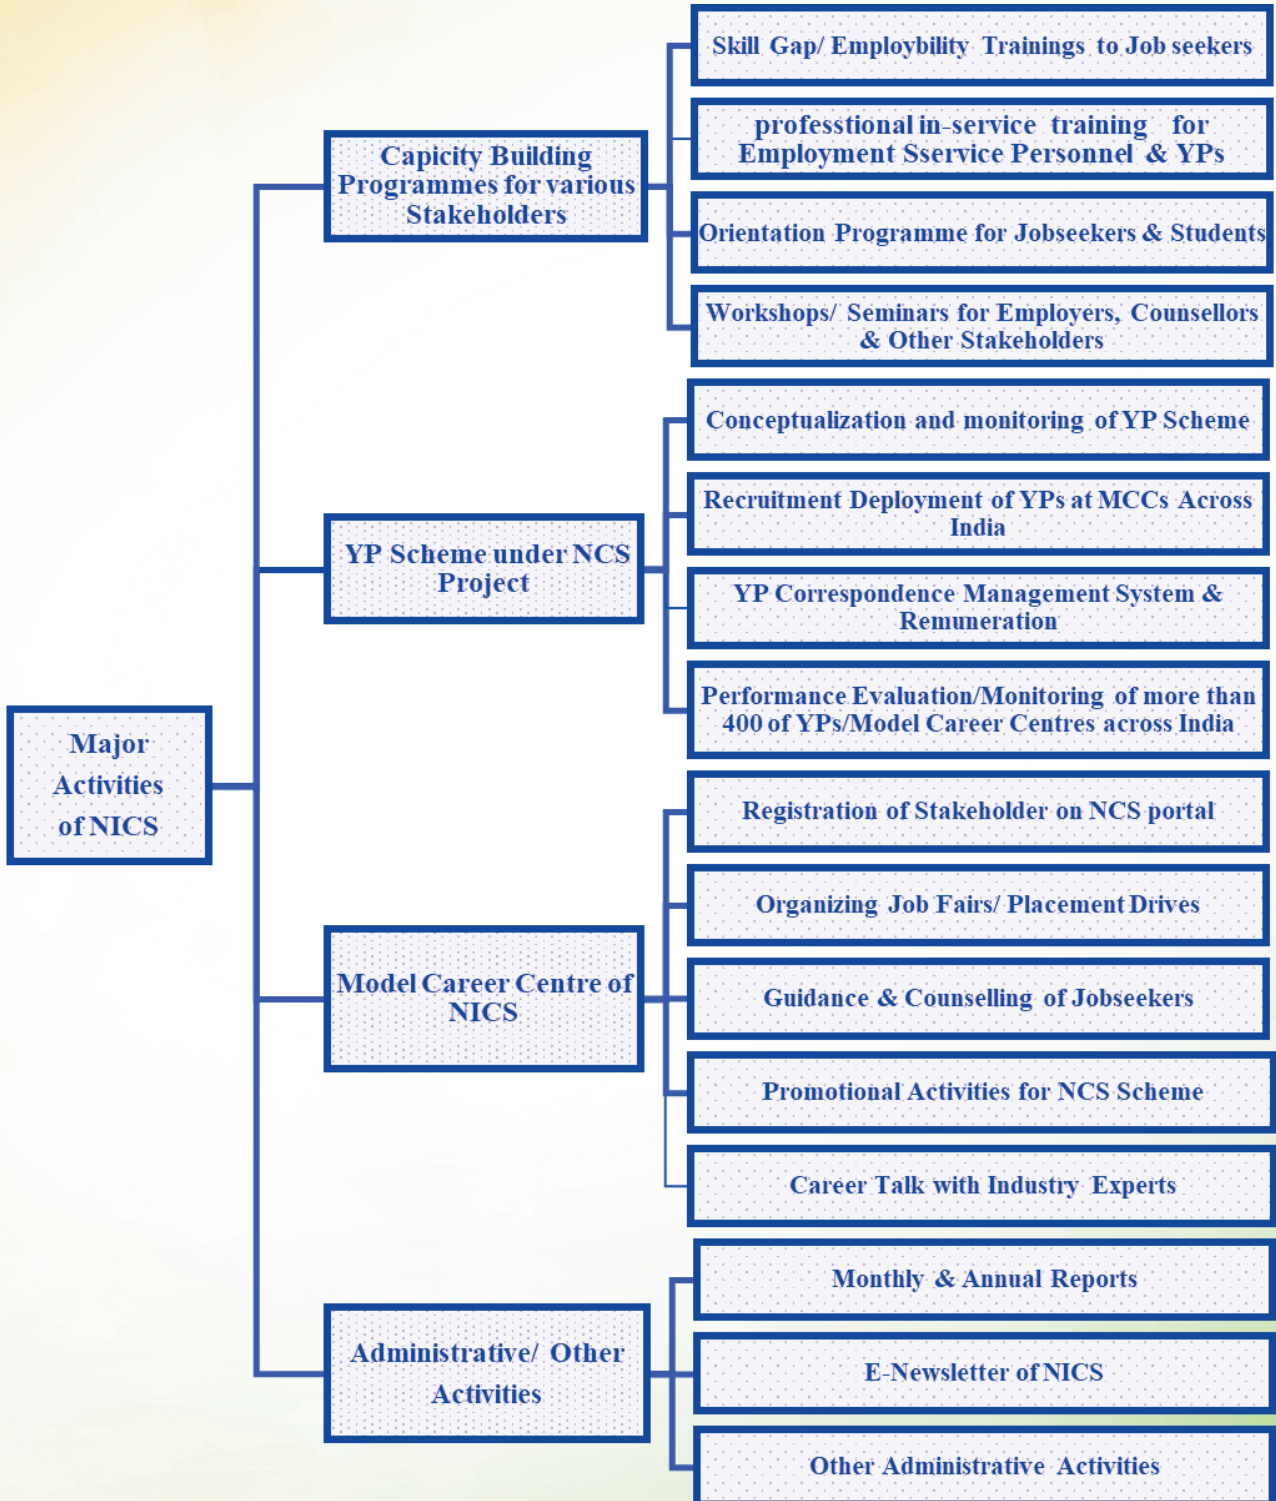 Major
Activities
of NICS
Capicity Building
Programmes for various
Stakeholders
Skill Gap/ Employbility Trainings to Job seekers
professtional in-service training for
Employment Sservice Personnel & YPs
Orientation Programme for Jobseekers & Students
Workshops/ Seminars for Employers, Counsellors
& Other Stakeholders
YP Scheme under NCS
Project
Conceptualization and monitoring of YP Scheme
Recruitment Deployment of YPs at MCCs Across
India
YP Correspondence Management System &
Remuneration
Performance Evaluation/Monitoring of more than
400 of YPs/Model Career Centres across India
Model Career Centre of
NICS
Registration of Stakeholder on NCS portal
Organizing Job Fairs/ Placement Drives
Guidance & Counselling of Jobseekers
Promotional Activities for NCS Scheme
Career Talk with Industry Experts
Administrative/ Other
Activities
Monthly & Annual Reports
E-Newsletter of NICS
Other Administrative Activities